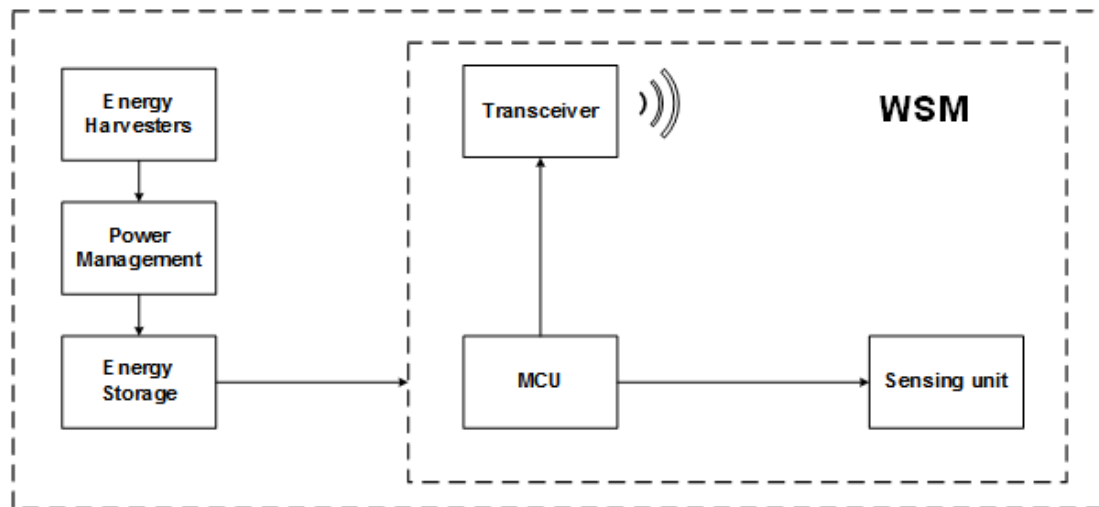 Energy
Harvesters
Transceiver
WSM
Power
Management
Energy
Storage
MCU
Sensing unit